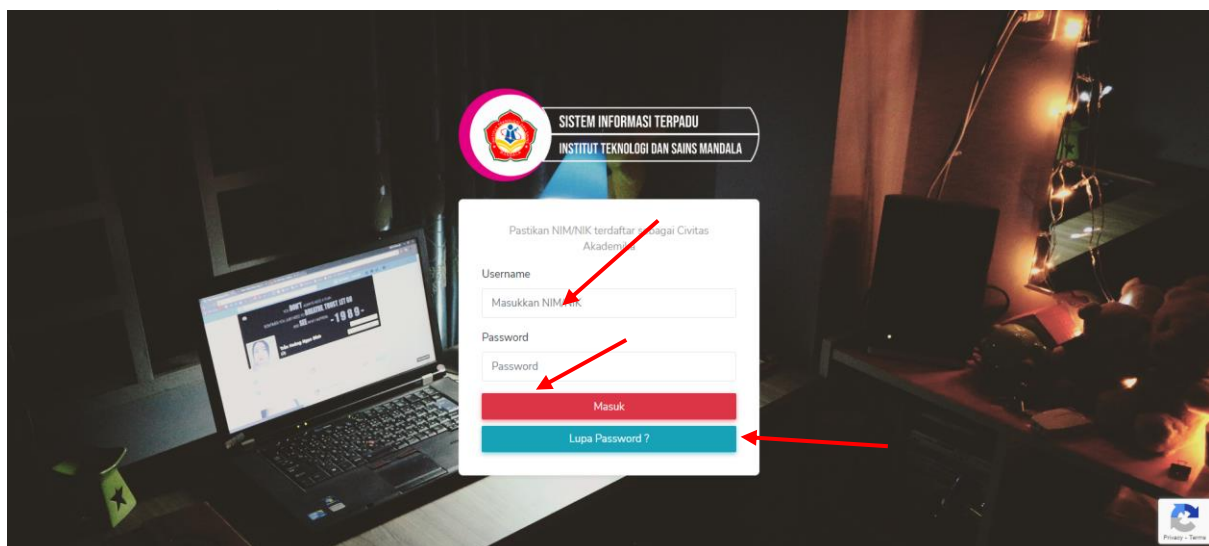 SISTEM INFORMASI TERPADU
INSTITUT TEKNOLOGI DAN SAINS MANDALA
Pastikan NIM/NIK terdaftar sebagai Civitas
Akademika
Username
Masukkan NIM/NIK
Password
Password
Masuk
Lupa Password ?
-1989-
Privacy - Terms